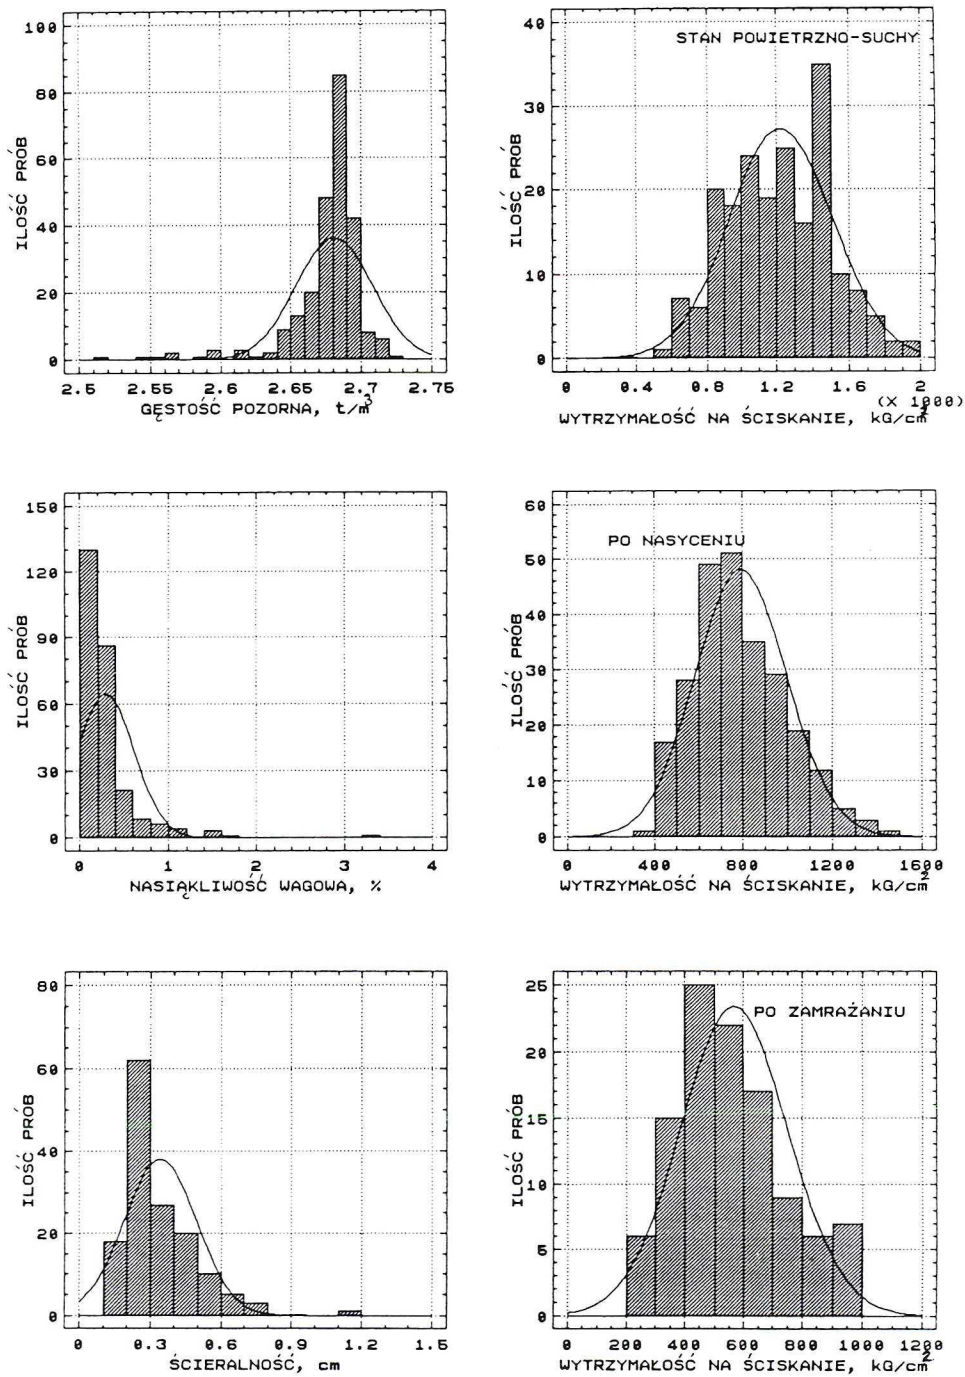 100
80
60
40
20
0
ILOŚĆ PRÓB
2.5 2.55 2.6 2.65 2.7 2.75
GĘSTOŚĆ POZORNA, t/m³
40
30
20
10
0
ILOŚĆ PRÓB
STAN POWIETRZNO-SUCHY
0 0.4 0.8 1.2 1.6 2
(X 1000)
WYTRZYMAŁOŚĆ NA ŚCISKANIE, kG/cm²
150
120
90
60
30
0
ILOŚĆ PRÓB
0 1 2 3 4
NASIĄKLIWOŚĆ WAGOWA, %
60
50
40
30
20
10
0
ILOŚĆ PRÓB
PO NASYCENIU
0 400 800 1200 1600
WYTRZYMAŁOŚĆ NA ŚCISKANIE, kG/cm²
80
60
40
20
0
ILOŚĆ PRÓB
0 0.3 0.6 0.9 1.2 1.5
ŚCIERALNOŚĆ, cm
25
20
15
10
5
0
ILOŚĆ PRÓB
PO ZAMRAŻANIU
0 200 400 600 800 1000 1200
WYTRZYMAŁOŚĆ NA ŚCISKANIE, kG/cm²